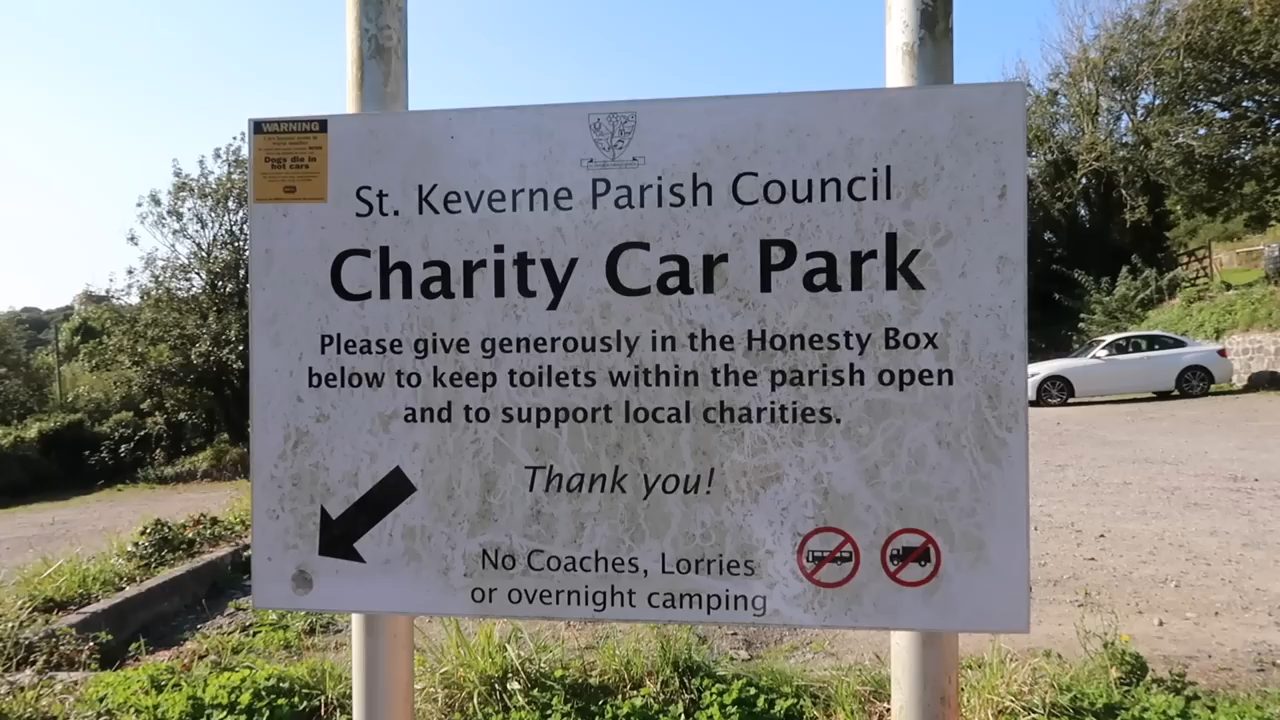 WARNING
Dogs die in
hot cars
St. Keverne Parish Council
Charity Car Park
Please give generously in the Honesty Box
below to keep toilets within the parish open
and to support local charities.
Thank you!
No Coaches, Lorries
or overnight camping